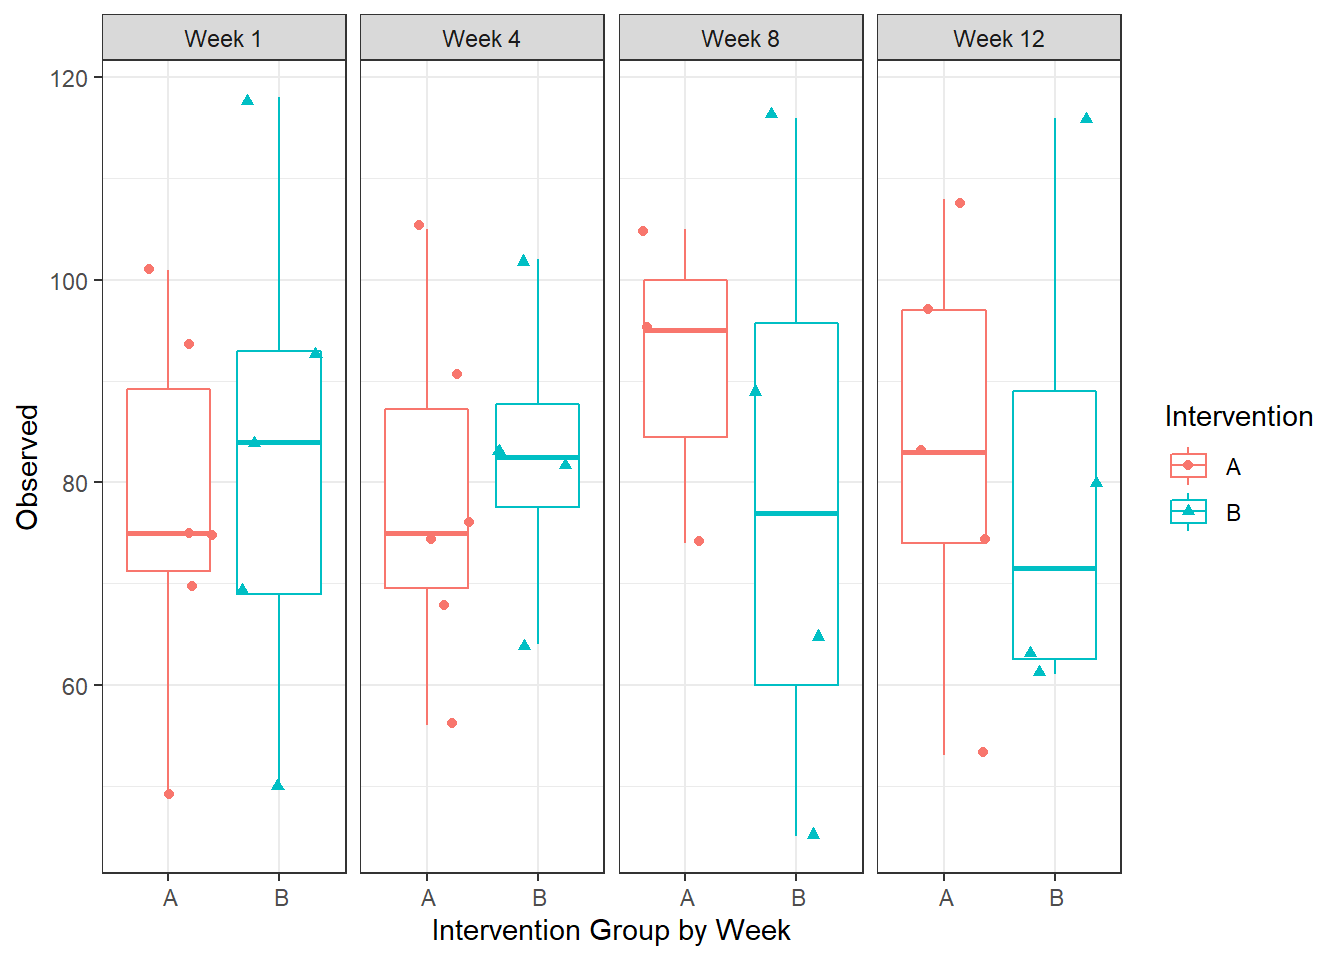 Week 1 Week 4 Week 8 Week 12
120
100
80
60
Observed
A B A B A B A B
Intervention Group by Week
Intervention
A
B